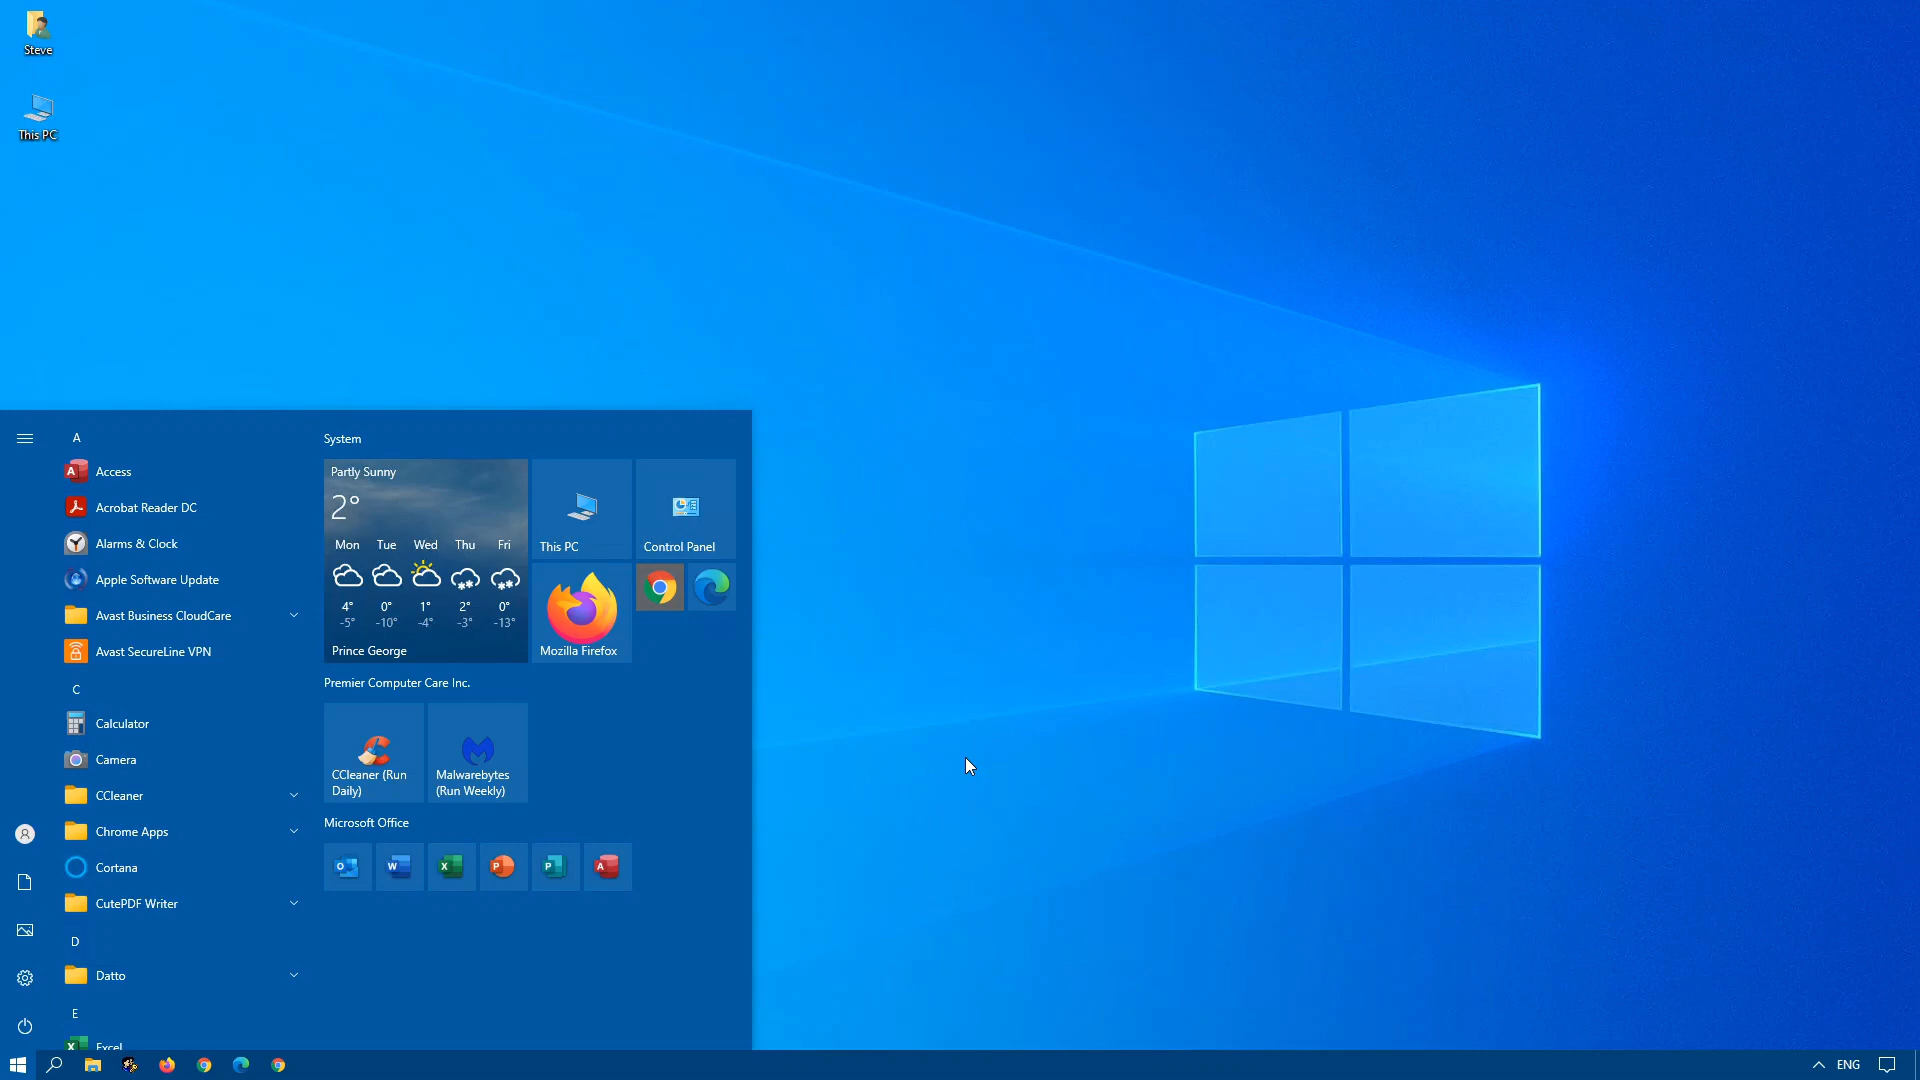 Steve
This PC
A
Access
Acrobat Reader DC
Alarms & Clock
Apple Software Update
Avast Business CloudCare
Avast SecureLine VPN
C
Calculator
Camera
CCleaner
Chrome Apps
Cortana
CutePDF Writer
D
Datto
E
Excel
System
Partly Sunny
2°
Mon Tue Wed Thu Fri
4° 0° 1° 2° 0°
-5° -10° -4° -3° -13°
Prince George
This PC
Control Panel
Mozilla Firefox
Premier Computer Care Inc.
CCleaner (Run
Daily)
Malwarebytes
(Run Weekly)
Microsoft Office
ENG